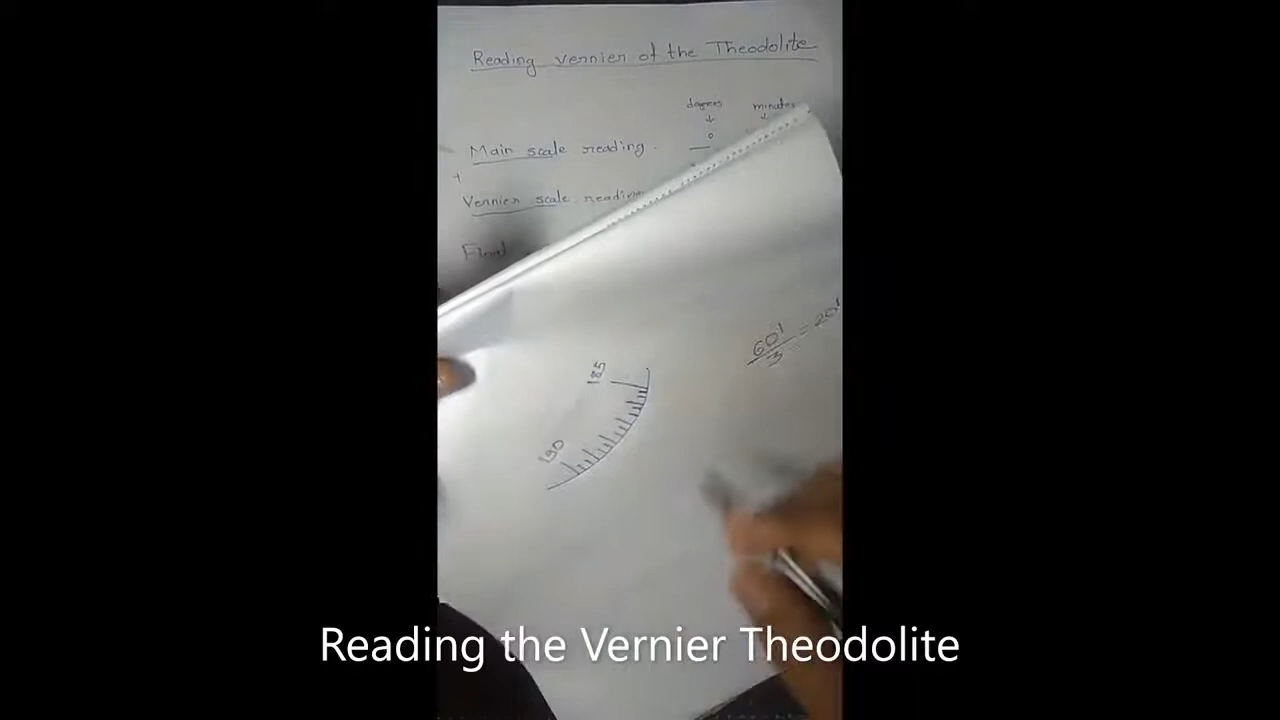 Reading vernier of the Theodolite
degrees minutes
Main scale reading.
+
Vernier scale reading
Final
60'/3 = 20'
185
190
Reading the Vernier Theodolite